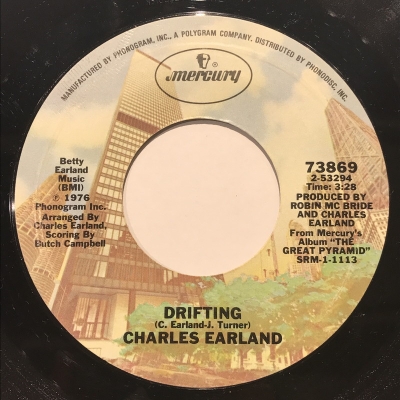 MANUFACTURED BY PHONOGRAM, INC., A POLYGRAM COMPANY. DISTRIBUTED BY PHONODISC, INC.
®
mercury
Betty
Earland
Music
(BMI)
℗ 1976
Phonogram Inc.
Arranged By
Charles Earland,
Scoring By
Butch Campbell
73869
2-53294
Time: 3:28
PRODUCED BY
ROBIN MC BRIDE
AND CHARLES
EARLAND
From Mercury's
Album "THE
GREAT PYRAMID"
SRM-1-1113
DRIFTING
(C. Earland-J. Turner)
CHARLES EARLAND